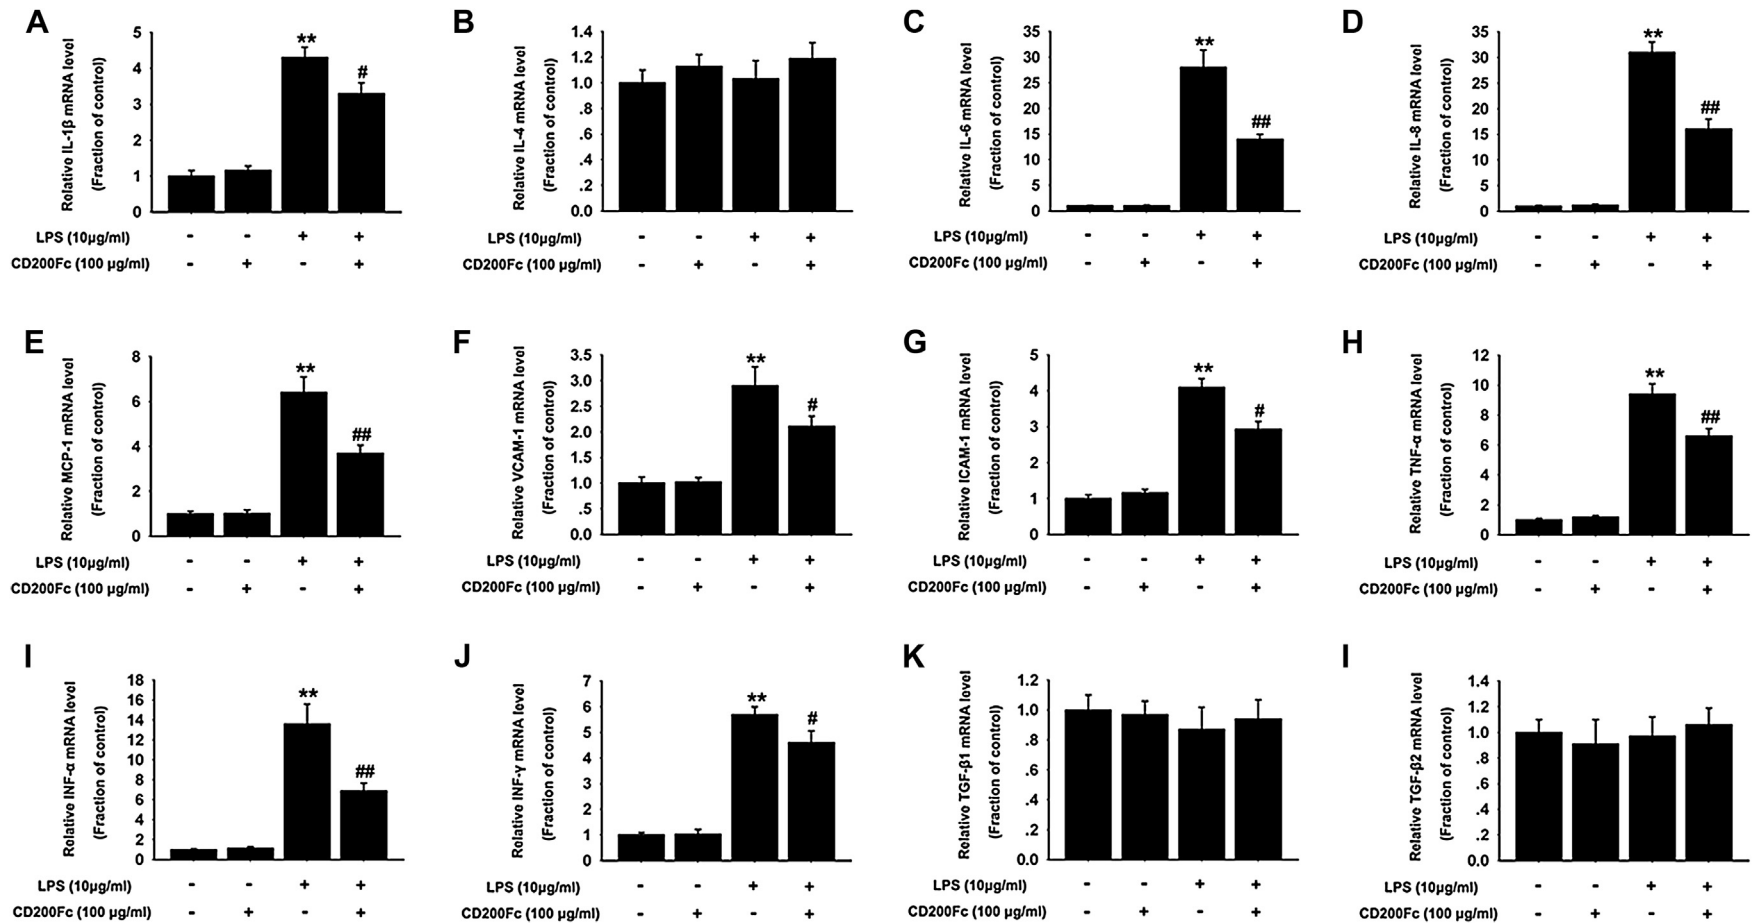 A
Relative IL-1β mRNA level
(Fraction of control)
5
4
3
2
1
0
**
#
LPS (10μg/ml) - - + +
CD200Fc (100 μg/ml) - + - +
B
Relative IL-4 mRNA level
(Fraction of control)
1.4
1.2
1.0
.8
.6
.4
.2
0.0
LPS (10μg/ml) - - + +
CD200Fc (100 μg/ml) - + - +
C
Relative IL-6 mRNA level
(Fraction of control)
35
30
25
20
15
10
5
0
**
##
LPS (10μg/ml) - - + +
CD200Fc (100 μg/ml) - + - +
D
Relative IL-8 mRNA level
(Fraction of control)
35
30
25
20
15
10
5
0
**
##
LPS (10μg/ml) - - + +
CD200Fc (100 μg/ml) - + - +
E
Relative MCP-1 mRNA level
(Fraction of control)
8
6
4
2
0
**
##
LPS (10μg/ml) - - + +
CD200Fc (100 μg/ml) - + - +
F
Relative VCAM-1 mRNA level
(Fraction of control)
3.5
3.0
2.5
2.0
1.5
1.0
.5
0.0
**
#
LPS (10μg/ml) - - + +
CD200Fc (100 μg/ml) - + - +
G
Relative ICAM-1 mRNA level
(Fraction of control)
5
4
3
2
1
0
**
#
LPS (10μg/ml) - - + +
CD200Fc (100 μg/ml) - + - +
H
Relative TNF-α mRNA level
(Fraction of control)
12
10
8
6
4
2
0
**
##
LPS (10μg/ml) - - + +
CD200Fc (100 μg/ml) - + - +
I
Relative INF-α mRNA level
(Fraction of control)
18
16
14
12
10
8
6
4
2
0
**
##
LPS (10μg/ml) - - + +
CD200Fc (100 μg/ml) - + - +
J
Relative INF-γ mRNA level
(Fraction of control)
7
6
5
4
3
2
1
0
**
#
LPS (10μg/ml) - - + +
CD200Fc (100 μg/ml) - + - +
K
Relative TGF-β1 mRNA level
(Fraction of control)
1.2
1.0
.8
.6
.4
.2
0.0
LPS (10μg/ml) - - + +
CD200Fc (100 μg/ml) - + - +
I
Relative TGF-β2 mRNA level
(Fraction of control)
1.4
1.2
1.0
.8
.6
.4
.2
0.0
LPS (10μg/ml) - - + +
CD200Fc (100 μg/ml) - + - +